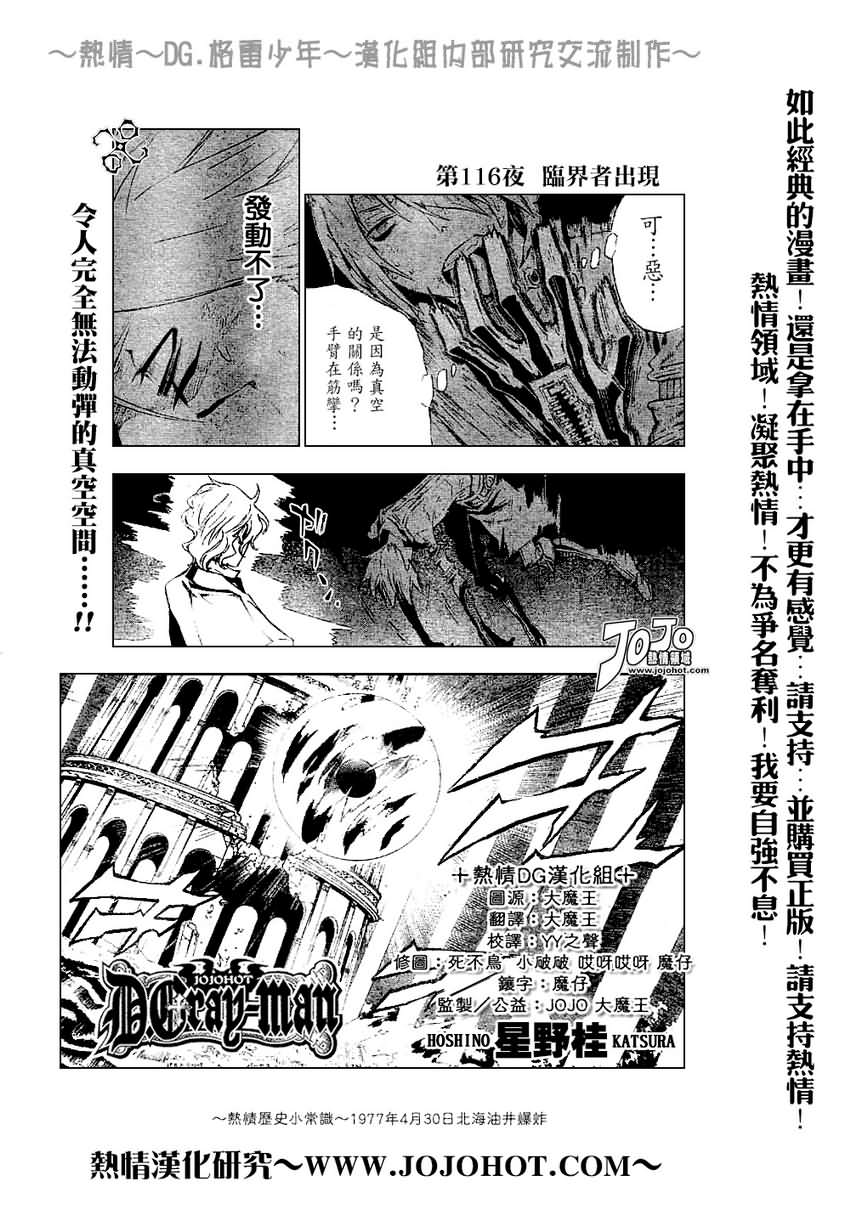 ～熱情～DG.格雷少年～漢化組內部研究交流制作～
如此經典的漫畫！還是拿在手中…才更有感覺…請支持…並購買正版！請支持熱情！
熱情領域！凝聚熱情！不為爭名奪利！我要自強不息！
第116夜 臨界者出現
可…惡…
是因為真空
的關係嗎？
手臂在筋攣…
發動不了…
令人完全無法動彈的真空空間……!!
ガクン
JOJO
熱情領域
www.jojohot.com
＋熱情DG漢化組＋
圖源：大魔王
翻譯：大魔王
校譯：YY之聲
修圖：死不鳥 小啵啵 哎呀哎呀 魔仔
鑲字：魔仔
監製／公益：JOJO 大魔王
JOJOHOT
D.Gray-man
HOSHINO 星野桂 KATSURA
～熱情歷史小常識～1977年4月30日北海油井爆炸
熱情漢化研究～WWW.JOJOHOT.COM～